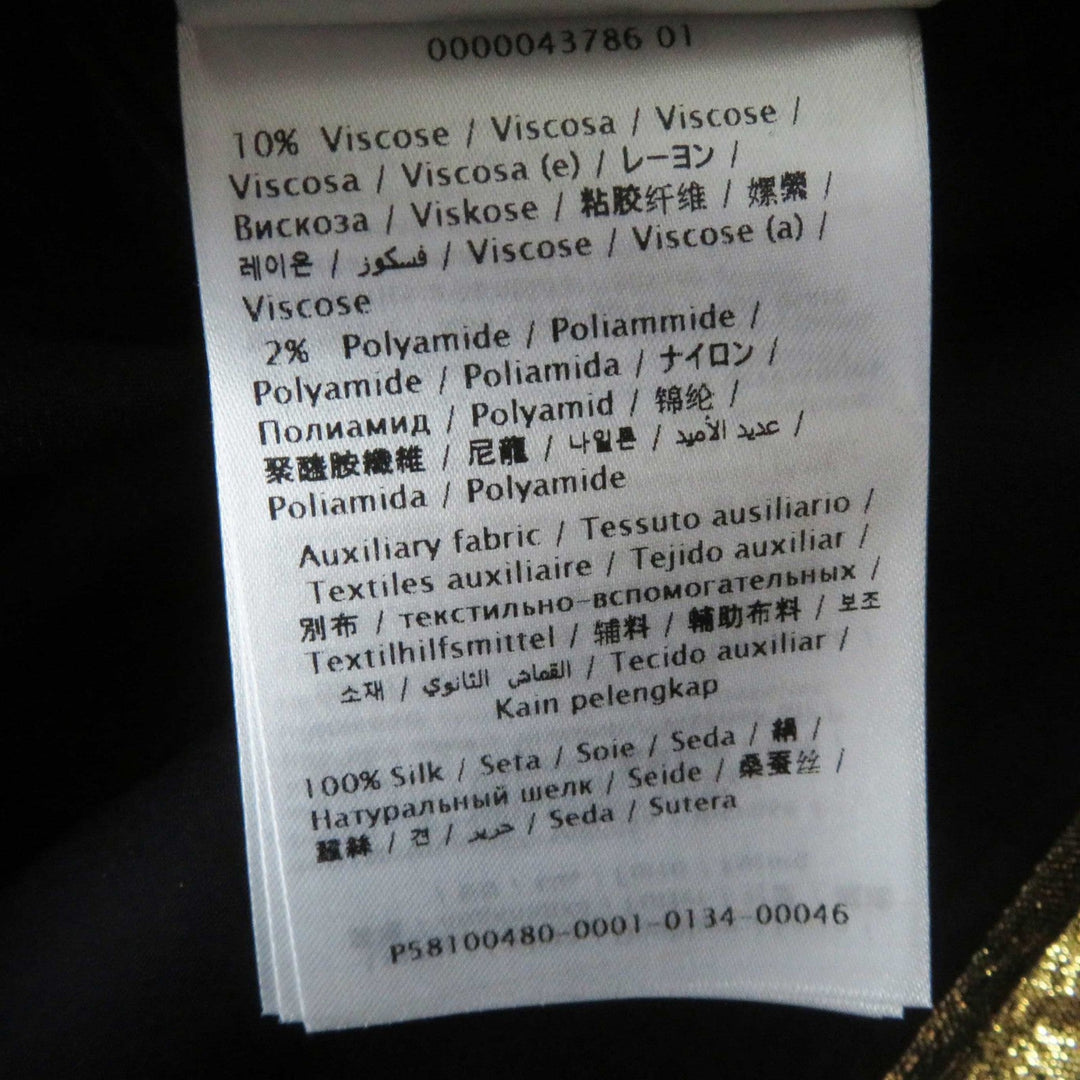 0000043786 01
10% Viscose / Viscosa / Viscose /
Viscosa / Viscosa (e) / レーヨン /
Вискоза / Viskose / 粘胶纤维 / 嫘縈 /
레이온 / فسكوز / Viscose / Viscose (a) /
Viscose
2% Polyamide / Poliammide /
Polyamide / Poliamida / ナイロン /
Полиамид / Polyamid / 锦纶 /
聚醯胺纖維 / 尼龍 / 나일론 / عديد الأميد /
Poliamida / Polyamide
Auxiliary fabric / Tessuto ausiliario /
Textiles auxiliaire / Tejido auxiliar /
別布 / текстильно-вспомогательных /
Textilhilfsmittel / 辅料 / 輔助布料 / 보조
소재 / القماش الثانوي / Tecido auxiliar /
Kain pelengkap
100% Silk / Seta / Soie / Seda / 絹 /
Натуральный шелк / Seide / 桑蚕丝 /
蠶絲 / 견 / حرير / Seda / Sutera
P58100480-0001-0134-00046